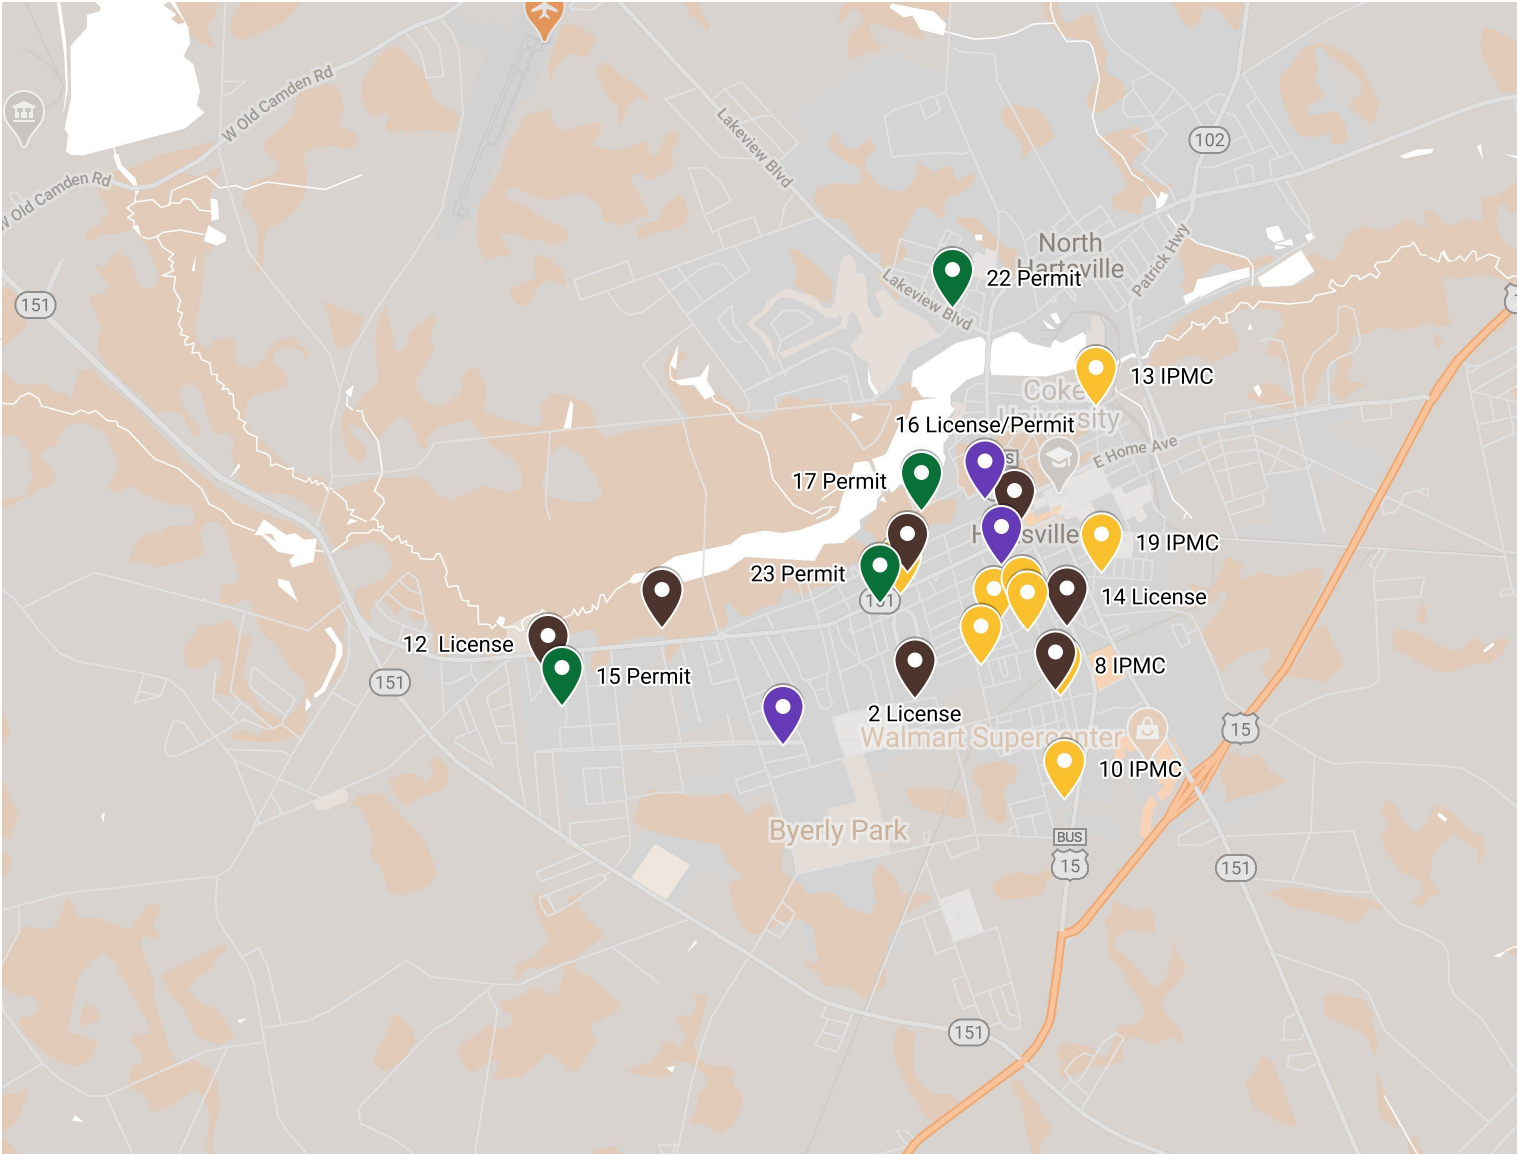 W Old Camden Rd
102
Lakeview Blvd
W Old Camden Rd
North
Hartsville
22 Permit
Patrick Hwy
Lakeview Blvd
151
13 IPMC
Coker
University
16 License/Permit
E Home Ave
17 Permit
19 IPMC
23 Permit
151
14 License
12 License
8 IPMC
15 Permit
151
2 License
15
Walmart Supercenter
10 IPMC
Byerly Park
BUS
15
151
151